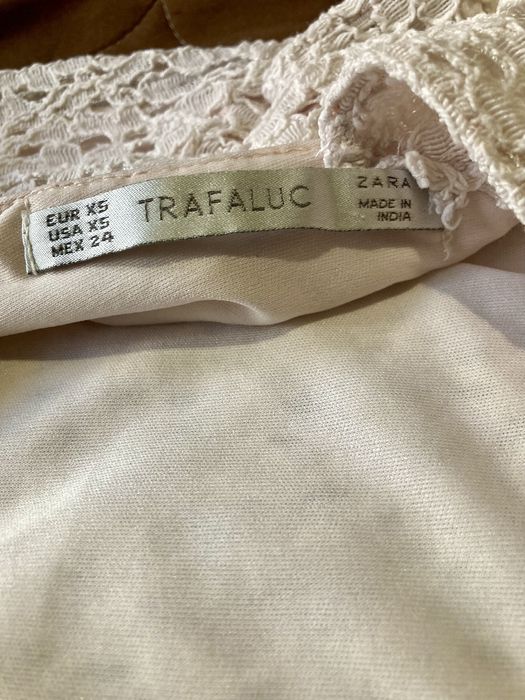 EUR XS
USA XS
MEX 24
TRAFALUC
ZARA
MADE IN
INDIA